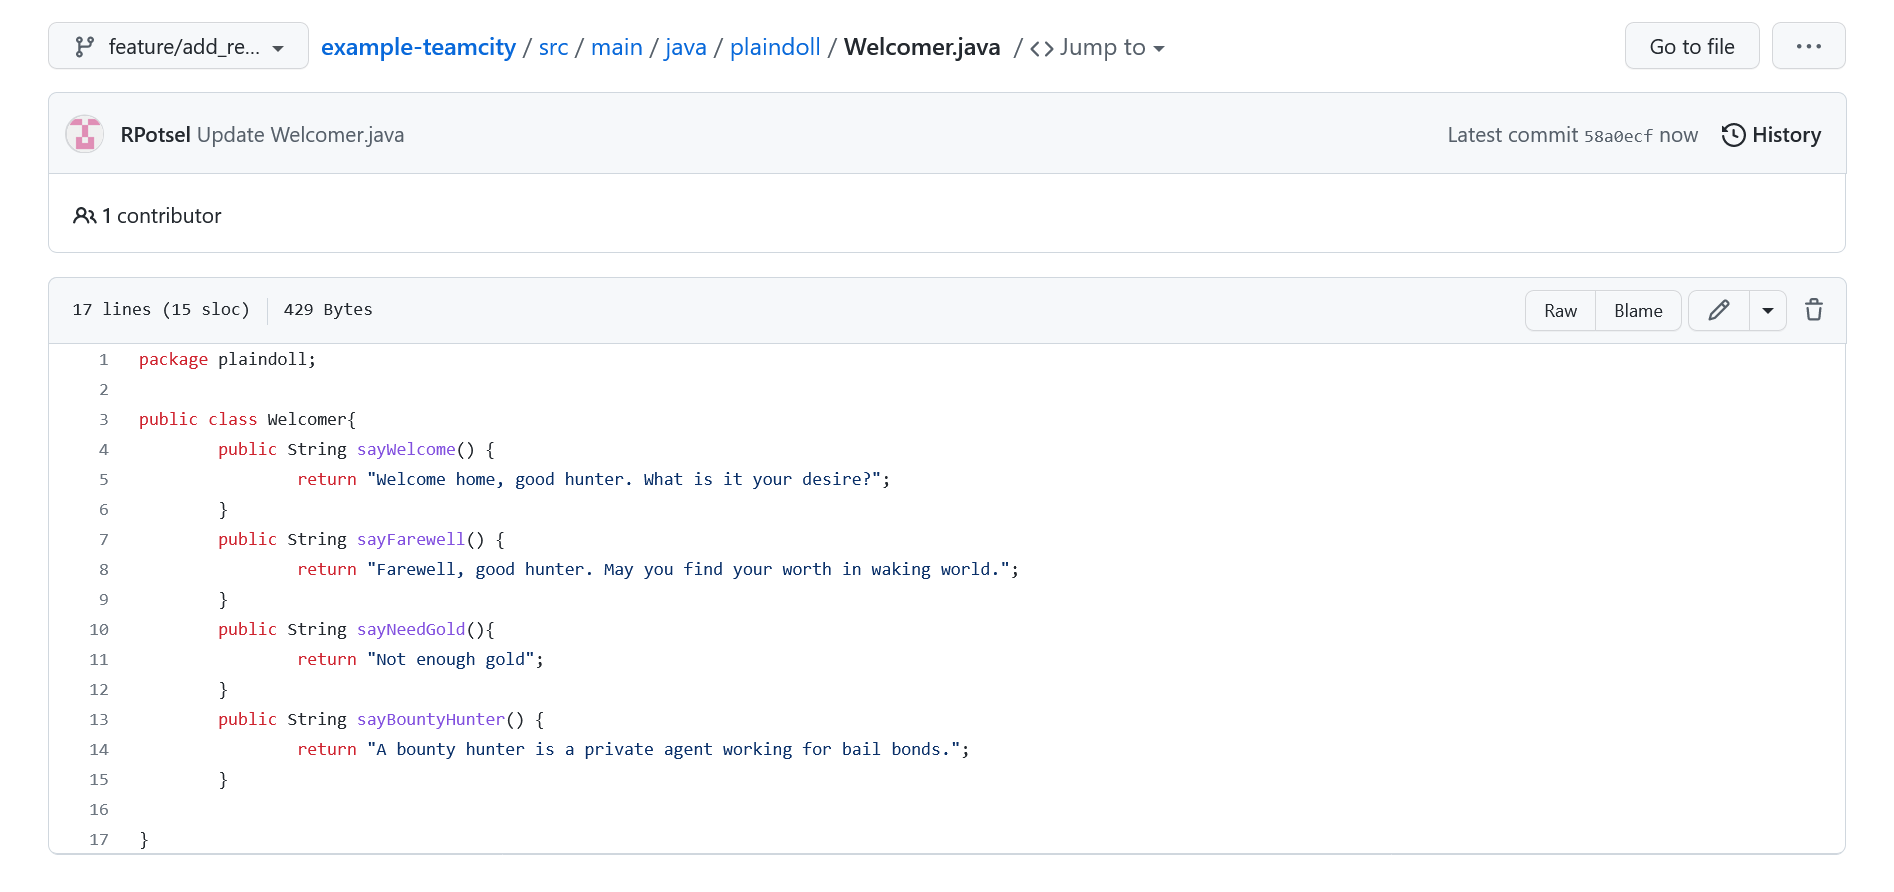 feature/add_re... example-teamcity / src / main / java / plaindoll / Welcomer.java / <> Jump to Go to file ...
RPotsel Update Welcomer.java Latest commit 58a0ecf now History
1 contributor
17 lines (15 sloc) 429 Bytes Raw Blame
1 package plaindoll;
2
3 public class Welcomer{
4 public String sayWelcome() {
5 return "Welcome home, good hunter. What is it your desire?";
6 }
7 public String sayFarewell() {
8 return "Farewell, good hunter. May you find your worth in waking world.";
9 }
10 public String sayNeedGold(){
11 return "Not enough gold";
12 }
13 public String sayBountyHunter() {
14 return "A bounty hunter is a private agent working for bail bonds.";
15 }
16
17 }